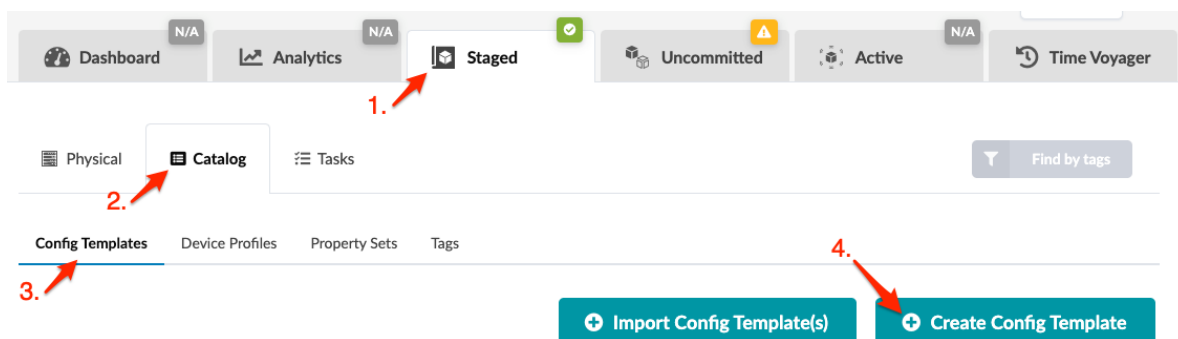 N/A N/A N/A
Dashboard Analytics Staged Uncommitted Active Time Voyager
1.
Physical Catalog Tasks Find by tags
2.
Config Templates Device Profiles Property Sets Tags
4.
3.
Import Config Template(s) Create Config Template